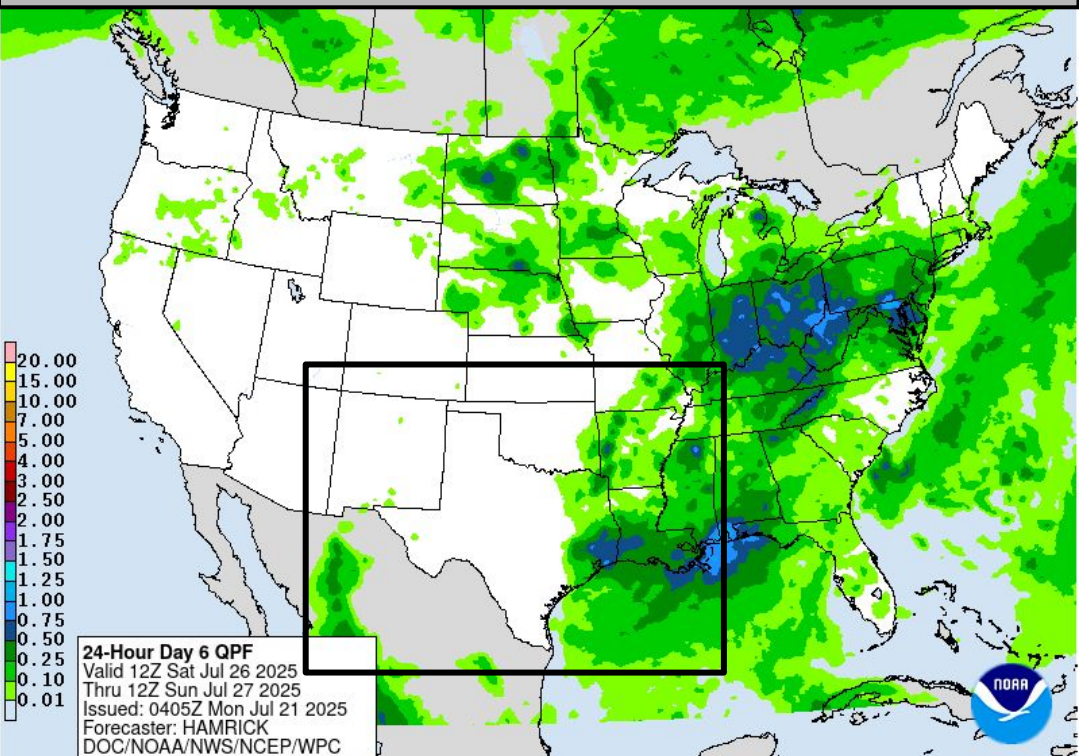 20.00
15.00
10.00
7.00
5.00
4.00
3.00
2.50
2.00
1.75
1.50
1.25
1.00
0.75
0.50
0.25
0.10
0.01
24-Hour Day 6 QPF
Valid 12Z Sat Jul 26 2025
Thru 12Z Sun Jul 27 2025
Issued: 0405Z Mon Jul 21 2025
Forecaster: HAMRICK
DOC/NOAA/NWS/NCEP/WPC
NOAA